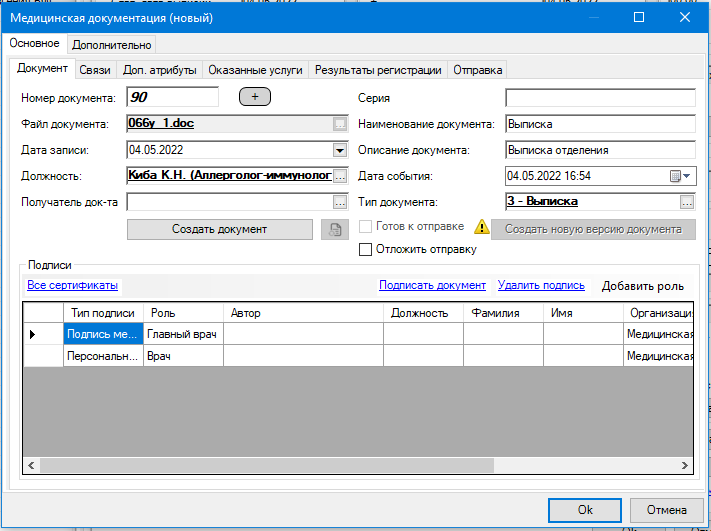 Медицинская документация (новый)
Основное Дополнительно
Документ Связи Доп. атрибуты Оказанные услуги Результаты регистрации Отправка
Номер документа: 90 + Серия
Файл документа: 066у_1.doc ... Наименование документа: Выписка
Дата записи: 04.05.2022 Описание документа: Выписка отделения
Должность: Киба К.Н. (Аллерголог-иммунолог ... Дата события: 04.05.2022 16:54
Получатель док-та ... Тип документа: 3 - Выписка ...
Создать документ Готов к отправке Создать новую версию документа
Отложить отправку
Подписи
Все сертификаты Подписать документ Удалить подпись Добавить роль
Тип подписи Роль Автор Должность Фамилия Имя Организация
Подпись ме... Главный врач Медицинская
Персональн... Врач Медицинская
Ok Отмена